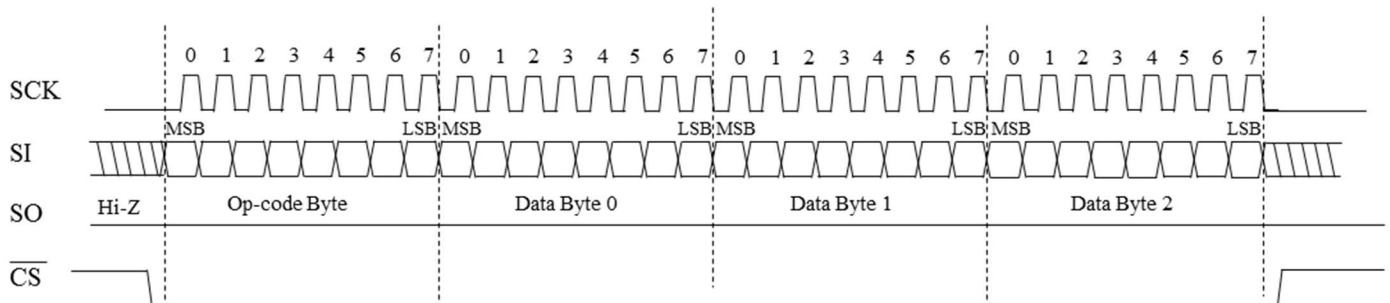 0 1 2 3 4 5 6 7 0 1 2 3 4 5 6 7 0 1 2 3 4 5 6 7 0 1 2 3 4 5 6 7
SCK
MSB LSB MSB LSB MSB LSB MSB LSB
SI
Hi-Z Op-code Byte Data Byte 0 Data Byte 1 Data Byte 2
SO
CS